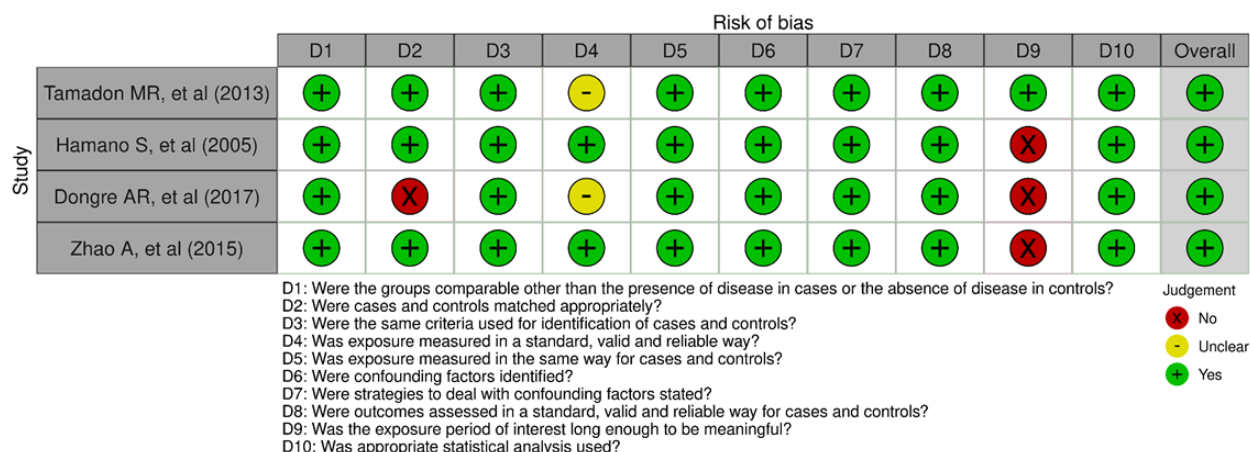 Risk of bias
D1 D2 D3 D4 D5 D6 D7 D8 D9 D10 Overall
Study
Tamadon MR, et al (2013) + + + - + + + + + + +
Hamano S, et al (2005) + + + + + + + + X + +
Dongre AR, et al (2017) + X + - + + + + X + +
Zhao A, et al (2015) + + + + + + + + X + +
D1: Were the groups comparable other than the presence of disease in cases or the absence of disease in controls?
D2: Were cases and controls matched appropriately?
D3: Were the same criteria used for identification of cases and controls?
D4: Was exposure measured in a standard, valid and reliable way?
D5: Was exposure measured in the same way for cases and controls?
D6: Were confounding factors identified?
D7: Were strategies to deal with confounding factors stated?
D8: Were outcomes assessed in a standard, valid and reliable way for cases and controls?
D9: Was the exposure period of interest long enough to be meaningful?
D10: Was appropriate statistical analysis used?
Judgement
X No
- Unclear
+ Yes